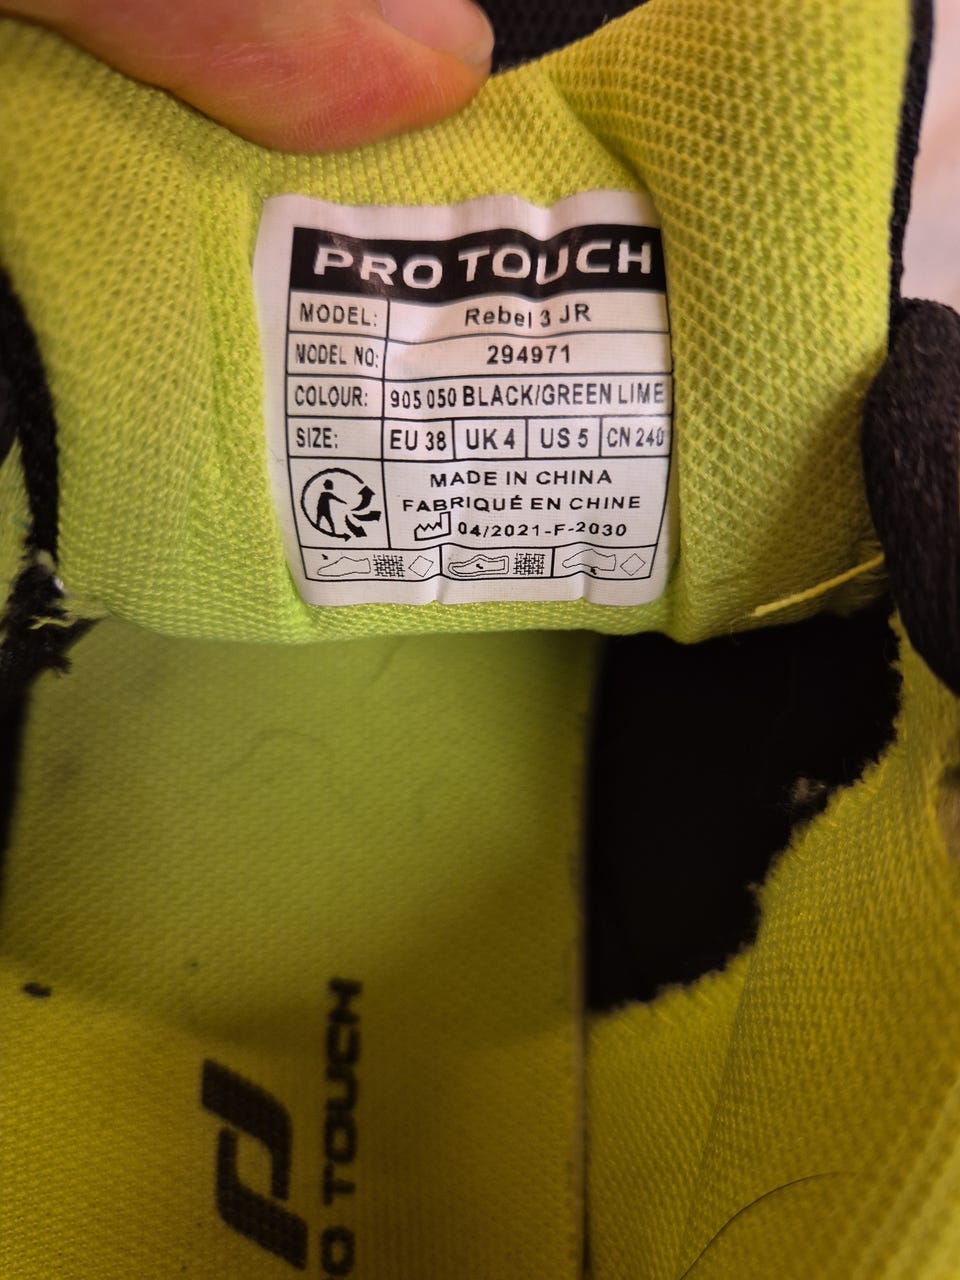 PRO TOUCH
MODEL: Rebel 3 JR
MODEL NO: 294971
COLOUR: 905 050 BLACK/GREEN LIME
SIZE: EU 38 UK 4 US 5 CN 240
MADE IN CHINA
FABRIQUÉ EN CHINE
04/2021-F-2030
O TOUCH